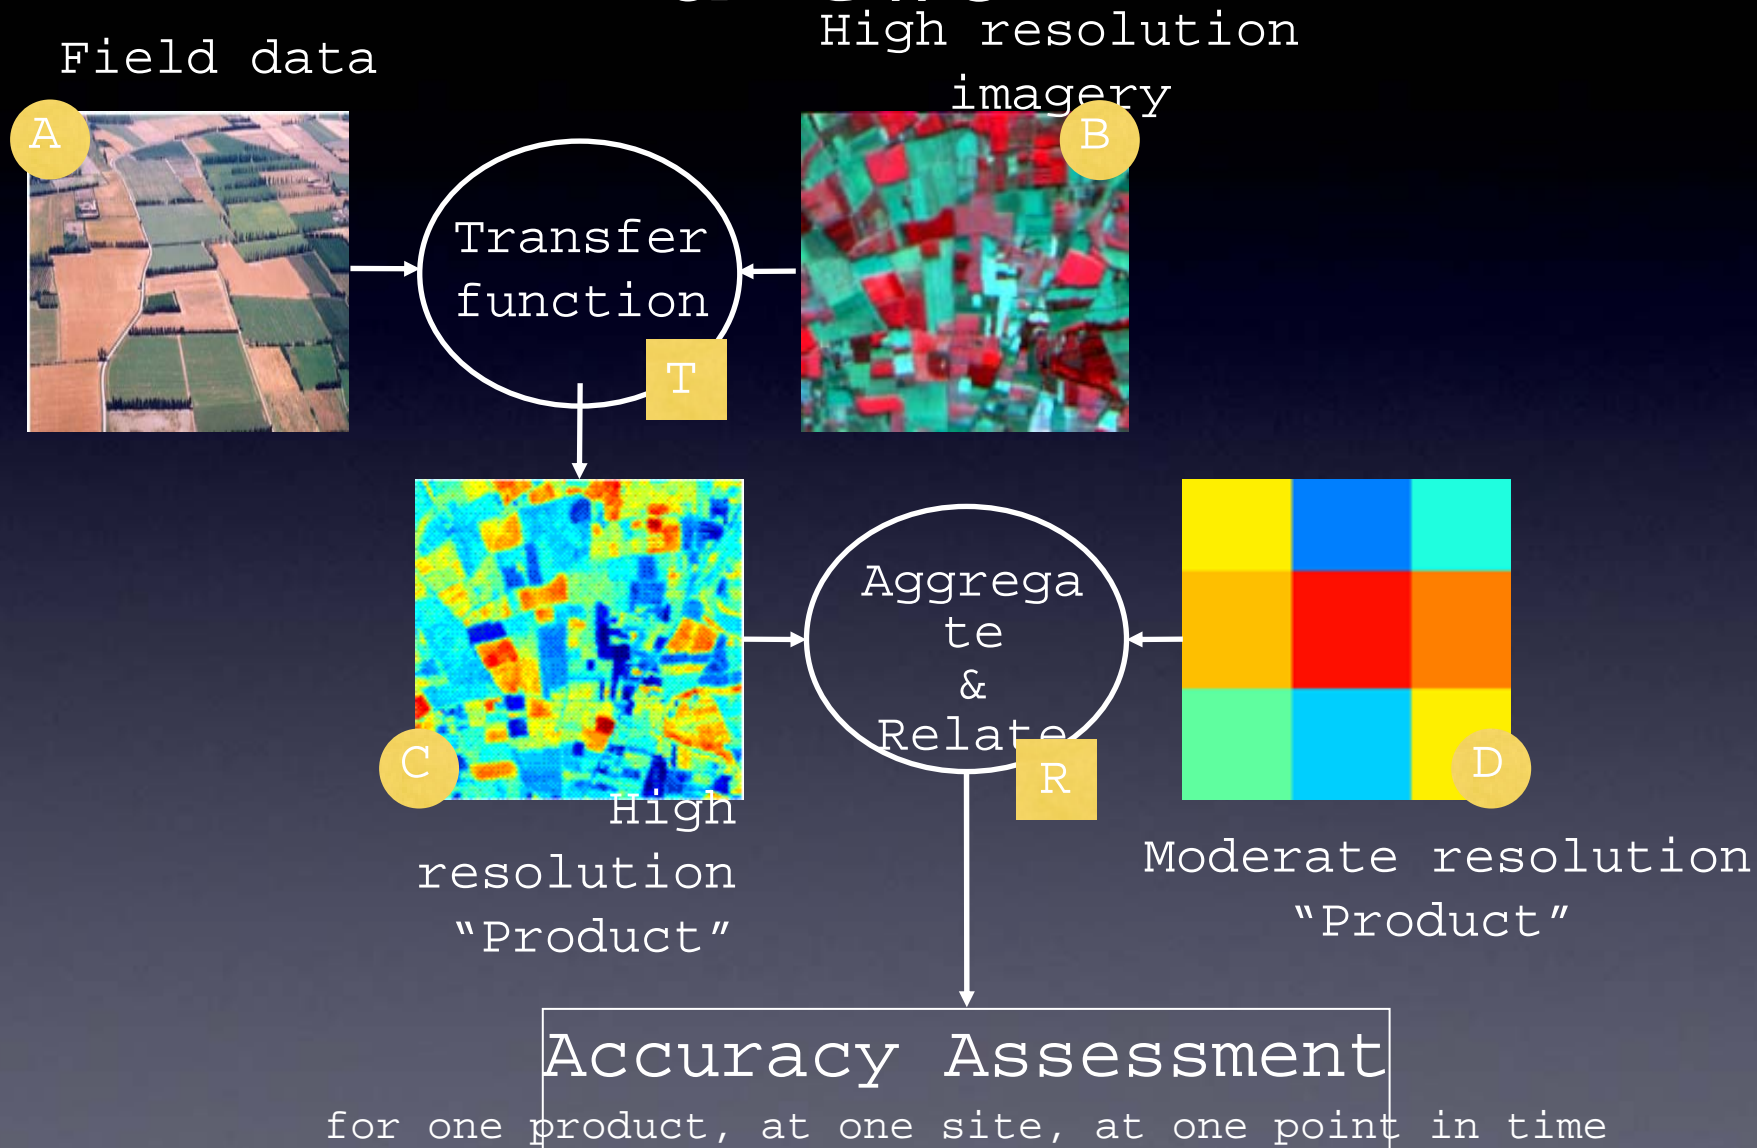 Field data
High resolution
imagery
A
B
Transfer
function
T
Aggrega
te
&
Relate
R
C
D
High
resolution
“Product”
Moderate resolution
“Product”
Accuracy Assessment
for one product, at one site, at one point in time